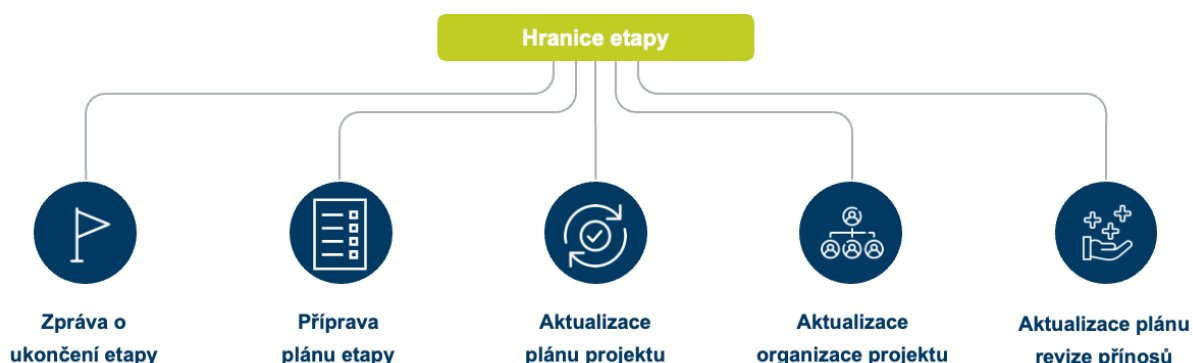 Hranice etapy
Zpráva o
ukončení etapy
Příprava
plánu etapy
Aktualizace
plánu projektu
Aktualizace
organizace projektu
Aktualizace plánu
revize přínosů